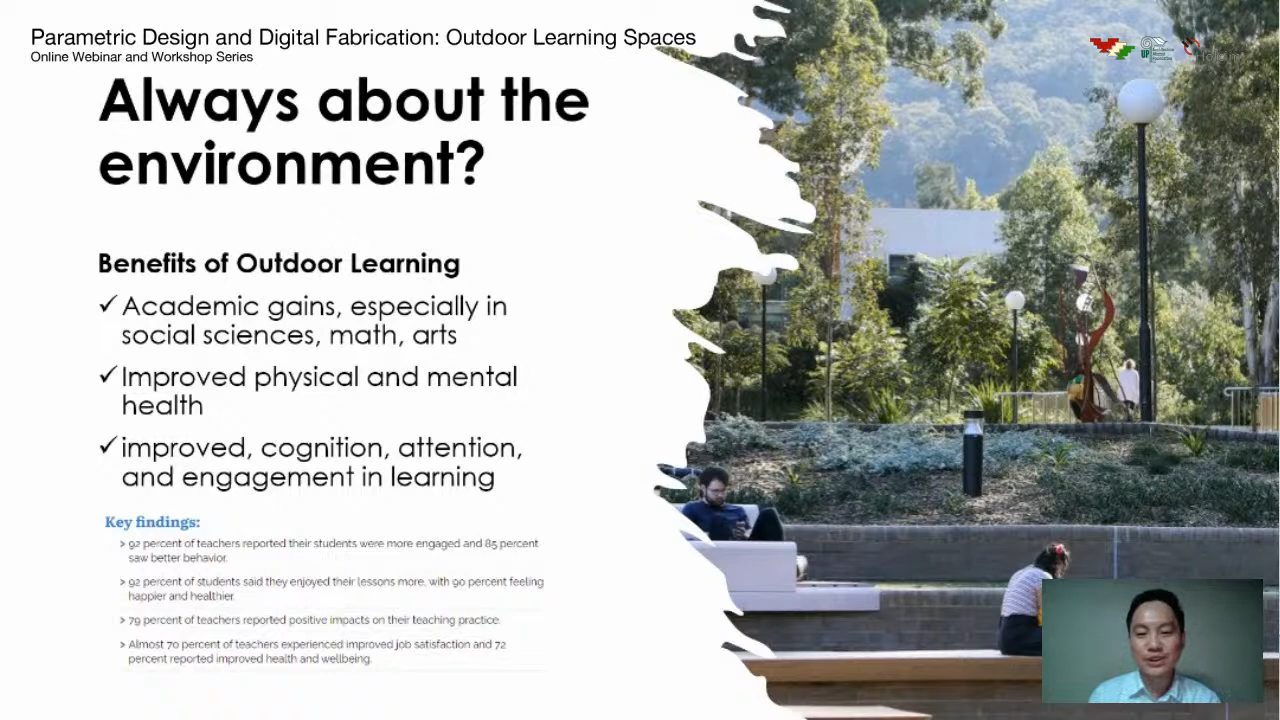 Parametric Design and Digital Fabrication: Outdoor Learning Spaces
Online Webinar and Workshop Series
Always about the
environment?
Benefits of Outdoor Learning
✓ Academic gains, especially in
social sciences, math, arts
✓ Improved physical and mental
health
✓ improved, cognition, attention,
and engagement in learning
Key findings:
> 92 percent of teachers reported their students were more engaged and 85 percent
saw better behavior.
> 92 percent of students said they enjoyed their lessons more, with 90 percent feeling
happier and healthier.
> 79 percent of teachers reported positive impacts on their teaching practice.
> Almost 70 percent of teachers experienced improved job satisfaction and 72
percent reported improved health and wellbeing.
UP